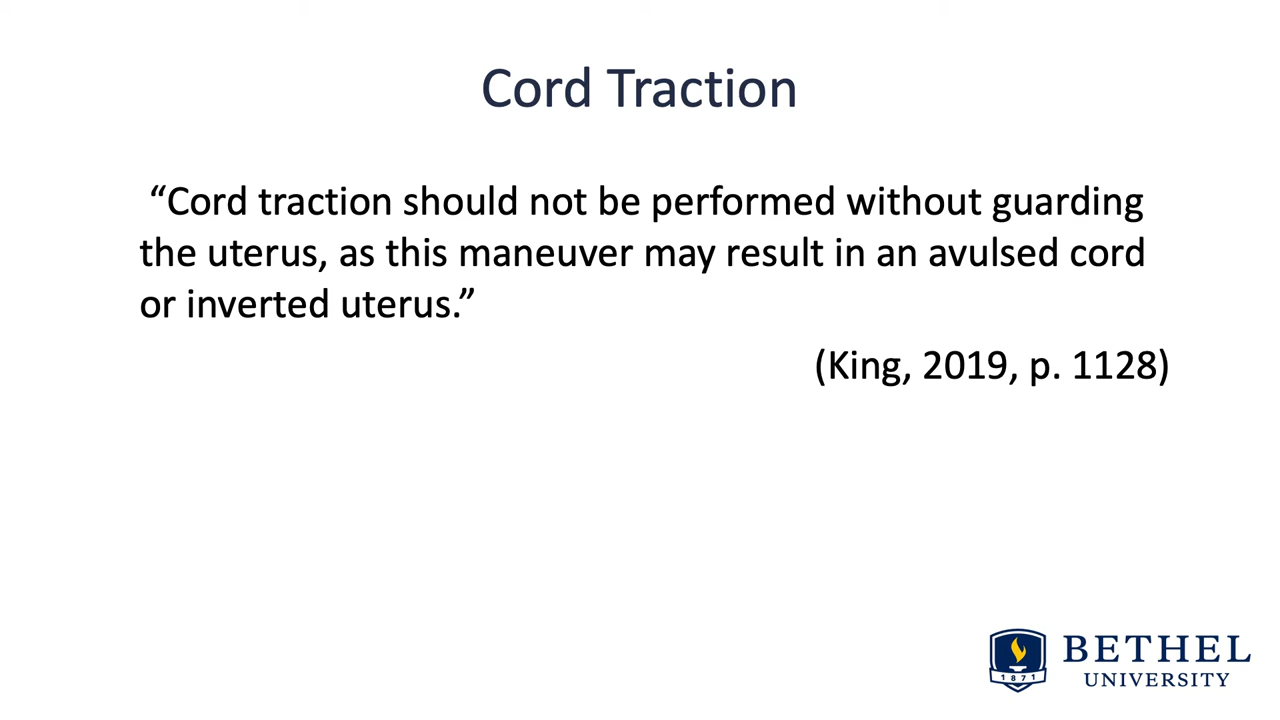 Cord Traction
“Cord traction should not be performed without guarding
the uterus, as this maneuver may result in an avulsed cord
or inverted uterus.”
(King, 2019, p. 1128)
BETHEL
UNIVERSITY
1871